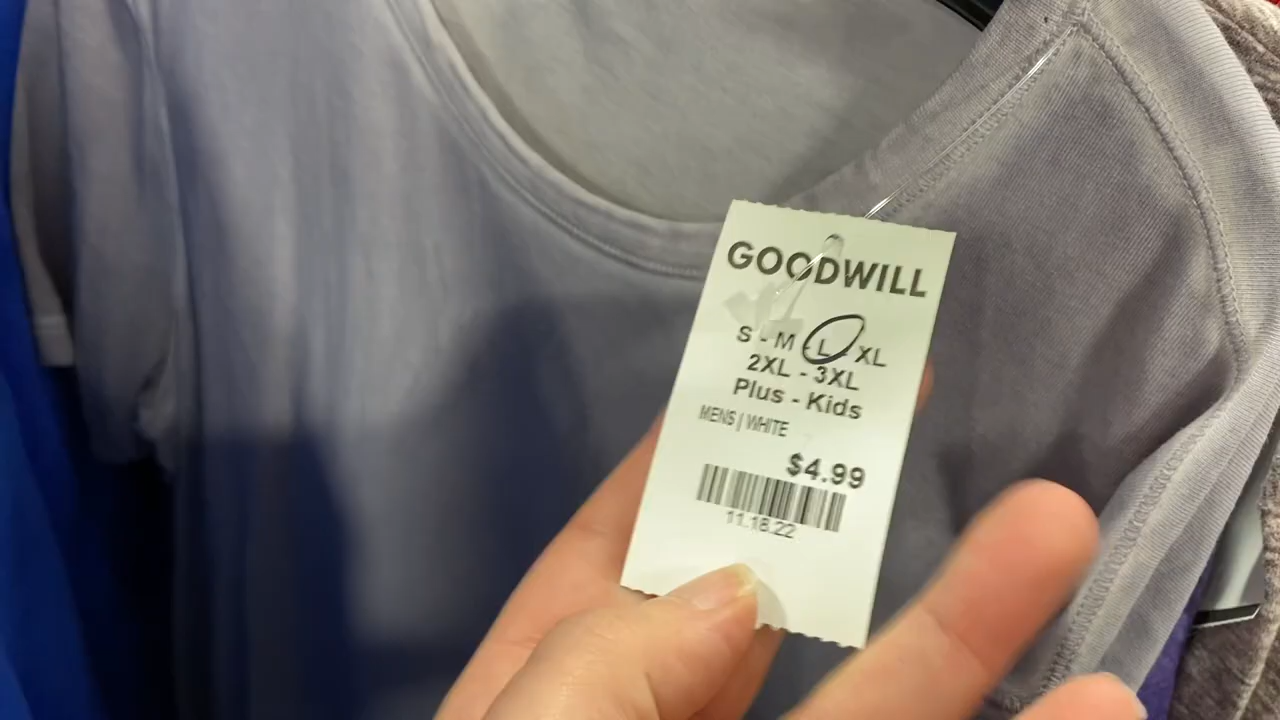 GOODWILL
S - M - L - XL
2XL - 3XL
Plus - Kids
MENS | WHITE
$4.99
11.18.22